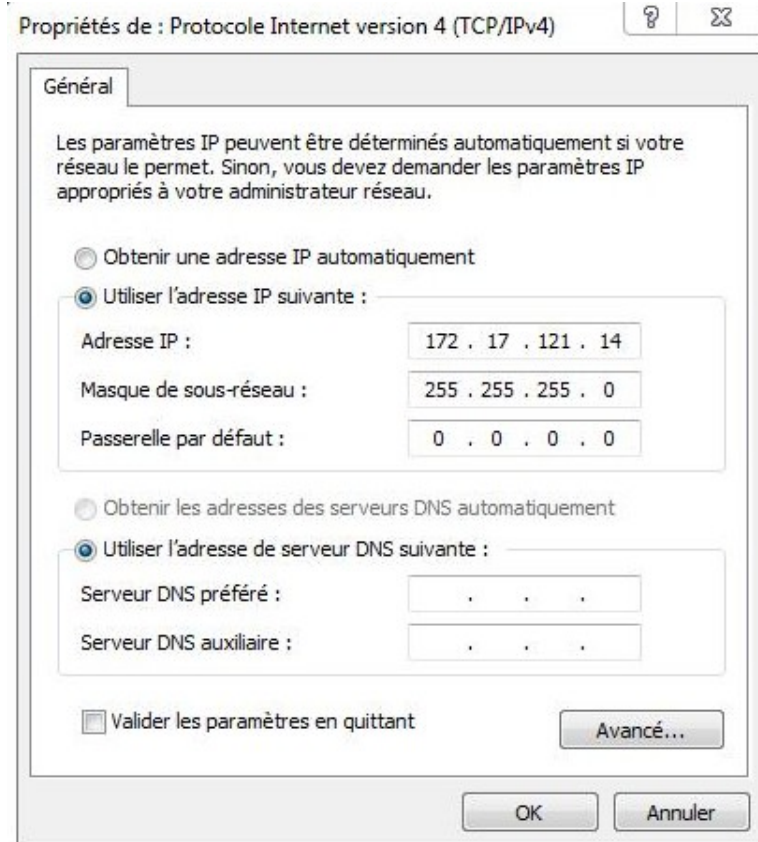 Propriétés de : Protocole Internet version 4 (TCP/IPv4)
?
Général
Les paramètres IP peuvent être déterminés automatiquement si votre
réseau le permet. Sinon, vous devez demander les paramètres IP
appropriés à votre administrateur réseau.
Obtenir une adresse IP automatiquement
Utiliser l'adresse IP suivante :
Adresse IP : 172 . 17 . 121 . 14
Masque de sous-réseau : 255 . 255 . 255 . 0
Passerelle par défaut : 0 . 0 . 0 . 0
Obtenir les adresses des serveurs DNS automatiquement
Utiliser l'adresse de serveur DNS suivante :
Serveur DNS préféré : . . .
Serveur DNS auxiliaire : . . .
Valider les paramètres en quittant
Avancé...
OK Annuler